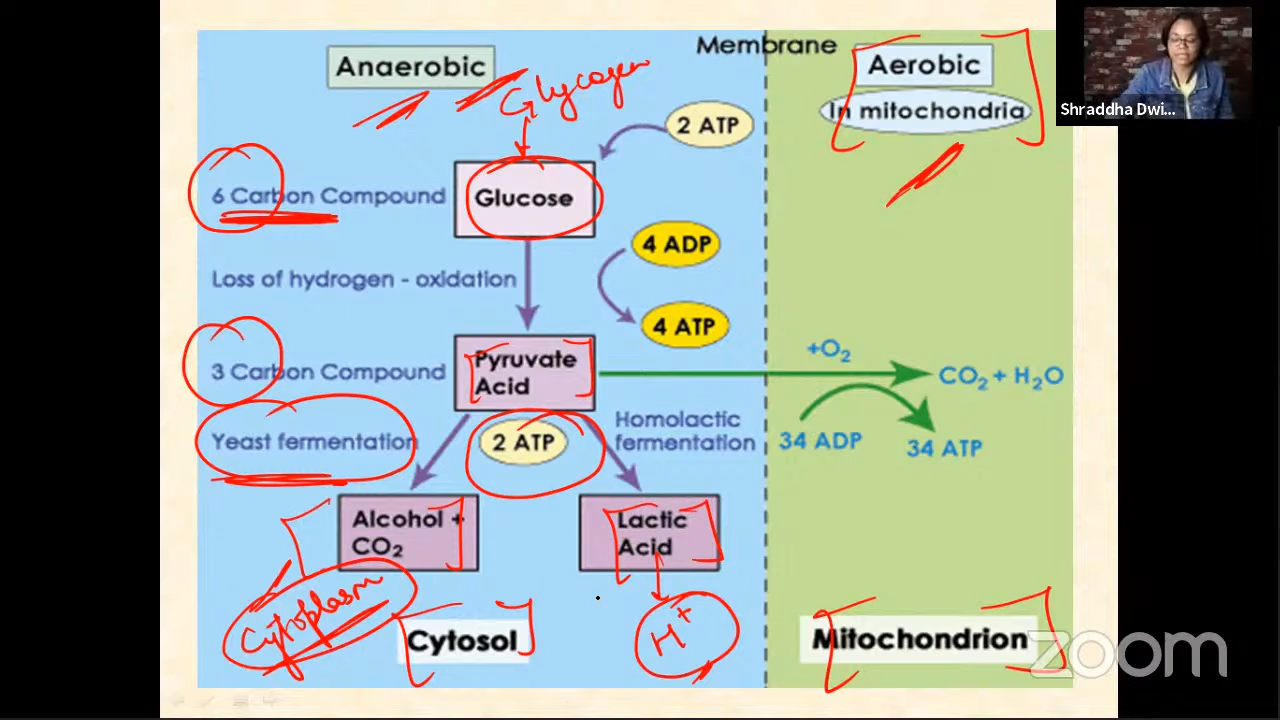 Membrane
Anaerobic
Aerobic
In mitochondria
Shraddha Dwi...
Glycogen
2 ATP
6 Carbon Compound
Glucose
4 ADP
Loss of hydrogen - oxidation
4 ATP
+O₂
3 Carbon Compound
Pyruvate
Acid
CO₂ + H₂O
Yeast fermentation
2 ATP
Homolactic
fermentation
34 ADP
34 ATP
Alcohol +
CO₂
Lactic
Acid
Cytoplasm
H⁺
Cytosol
Mitochondrion
zoom